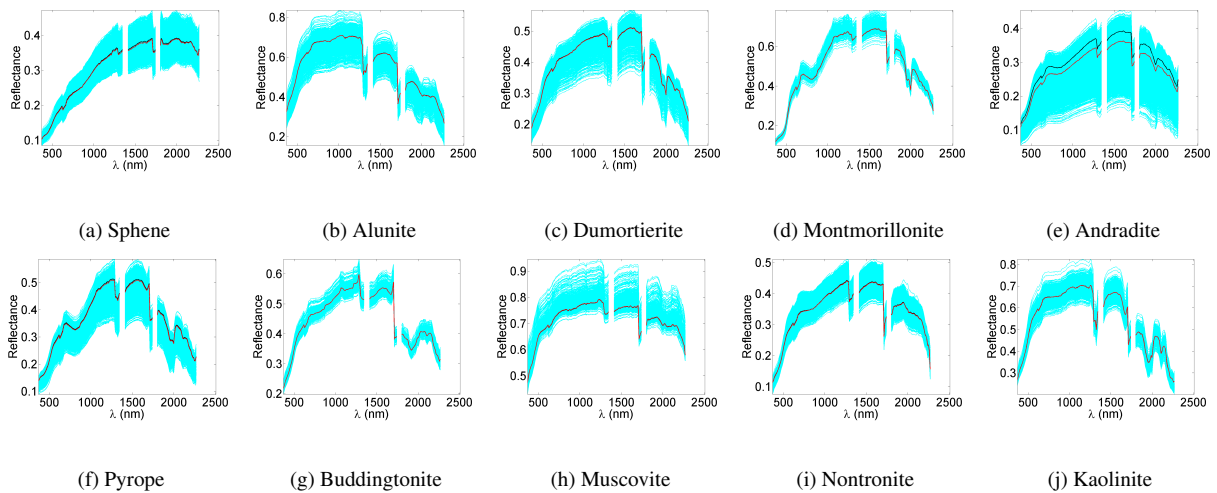 Reflectance
0.4
0.3
0.2
0.1
500 1000 1500 2000 2500
λ (nm)
(a) Sphene
Reflectance
0.8
0.6
0.4
0.2
500 1000 1500 2000 2500
λ (nm)
(b) Alunite
Reflectance
0.5
0.4
0.3
0.2
500 1000 1500 2000 2500
λ (nm)
(c) Dumortierite
Reflectance
0.6
0.4
0.2
500 1000 1500 2000 2500
λ (nm)
(d) Montmorillonite
Reflectance
0.4
0.3
0.2
0.1
500 1000 1500 2000 2500
λ (nm)
(e) Andradite
Reflectance
0.5
0.4
0.3
0.2
0.1
500 1000 1500 2000 2500
λ (nm)
(f) Pyrope
Reflectance
0.6
0.5
0.4
0.3
0.2
500 1000 1500 2000 2500
λ (nm)
(g) Buddingtonite
Reflectance
0.9
0.8
0.7
0.6
0.5
500 1000 1500 2000 2500
λ (nm)
(h) Muscovite
Reflectance
0.5
0.4
0.3
0.2
0.1
500 1000 1500 2000 2500
λ (nm)
(i) Nontronite
Reflectance
0.8
0.7
0.6
0.5
0.4
0.3
500 1000 1500 2000 2500
λ (nm)
(j) Kaolinite